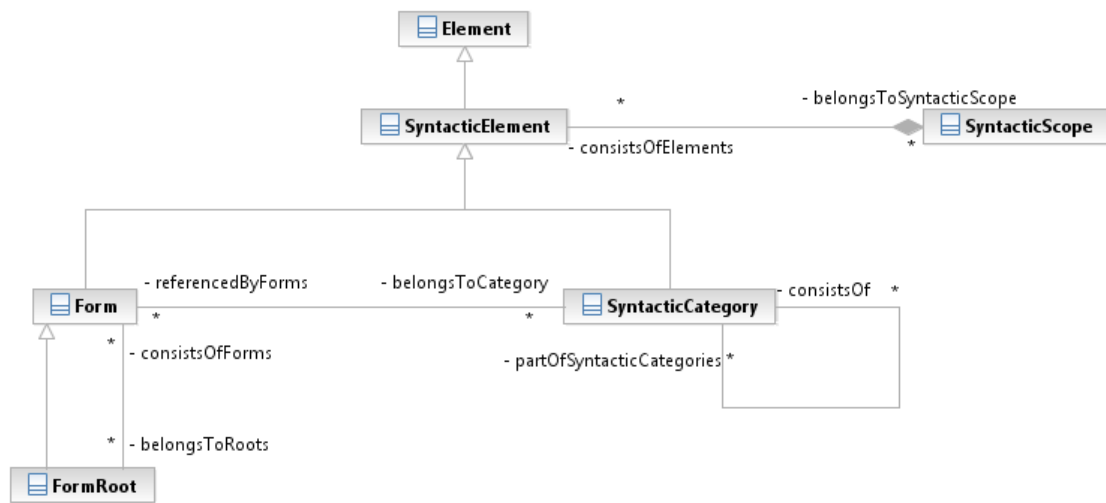 Element
*
- belongsToSyntacticScope
SyntacticElement
SyntacticScope
- consistsOfElements
*
- referencedByForms
- belongsToCategory
- consistsOf
*
Form
SyntacticCategory
*
*
*
- consistsOfForms
- partOfSyntacticCategories
*
*
- belongsToRoots
FormRoot